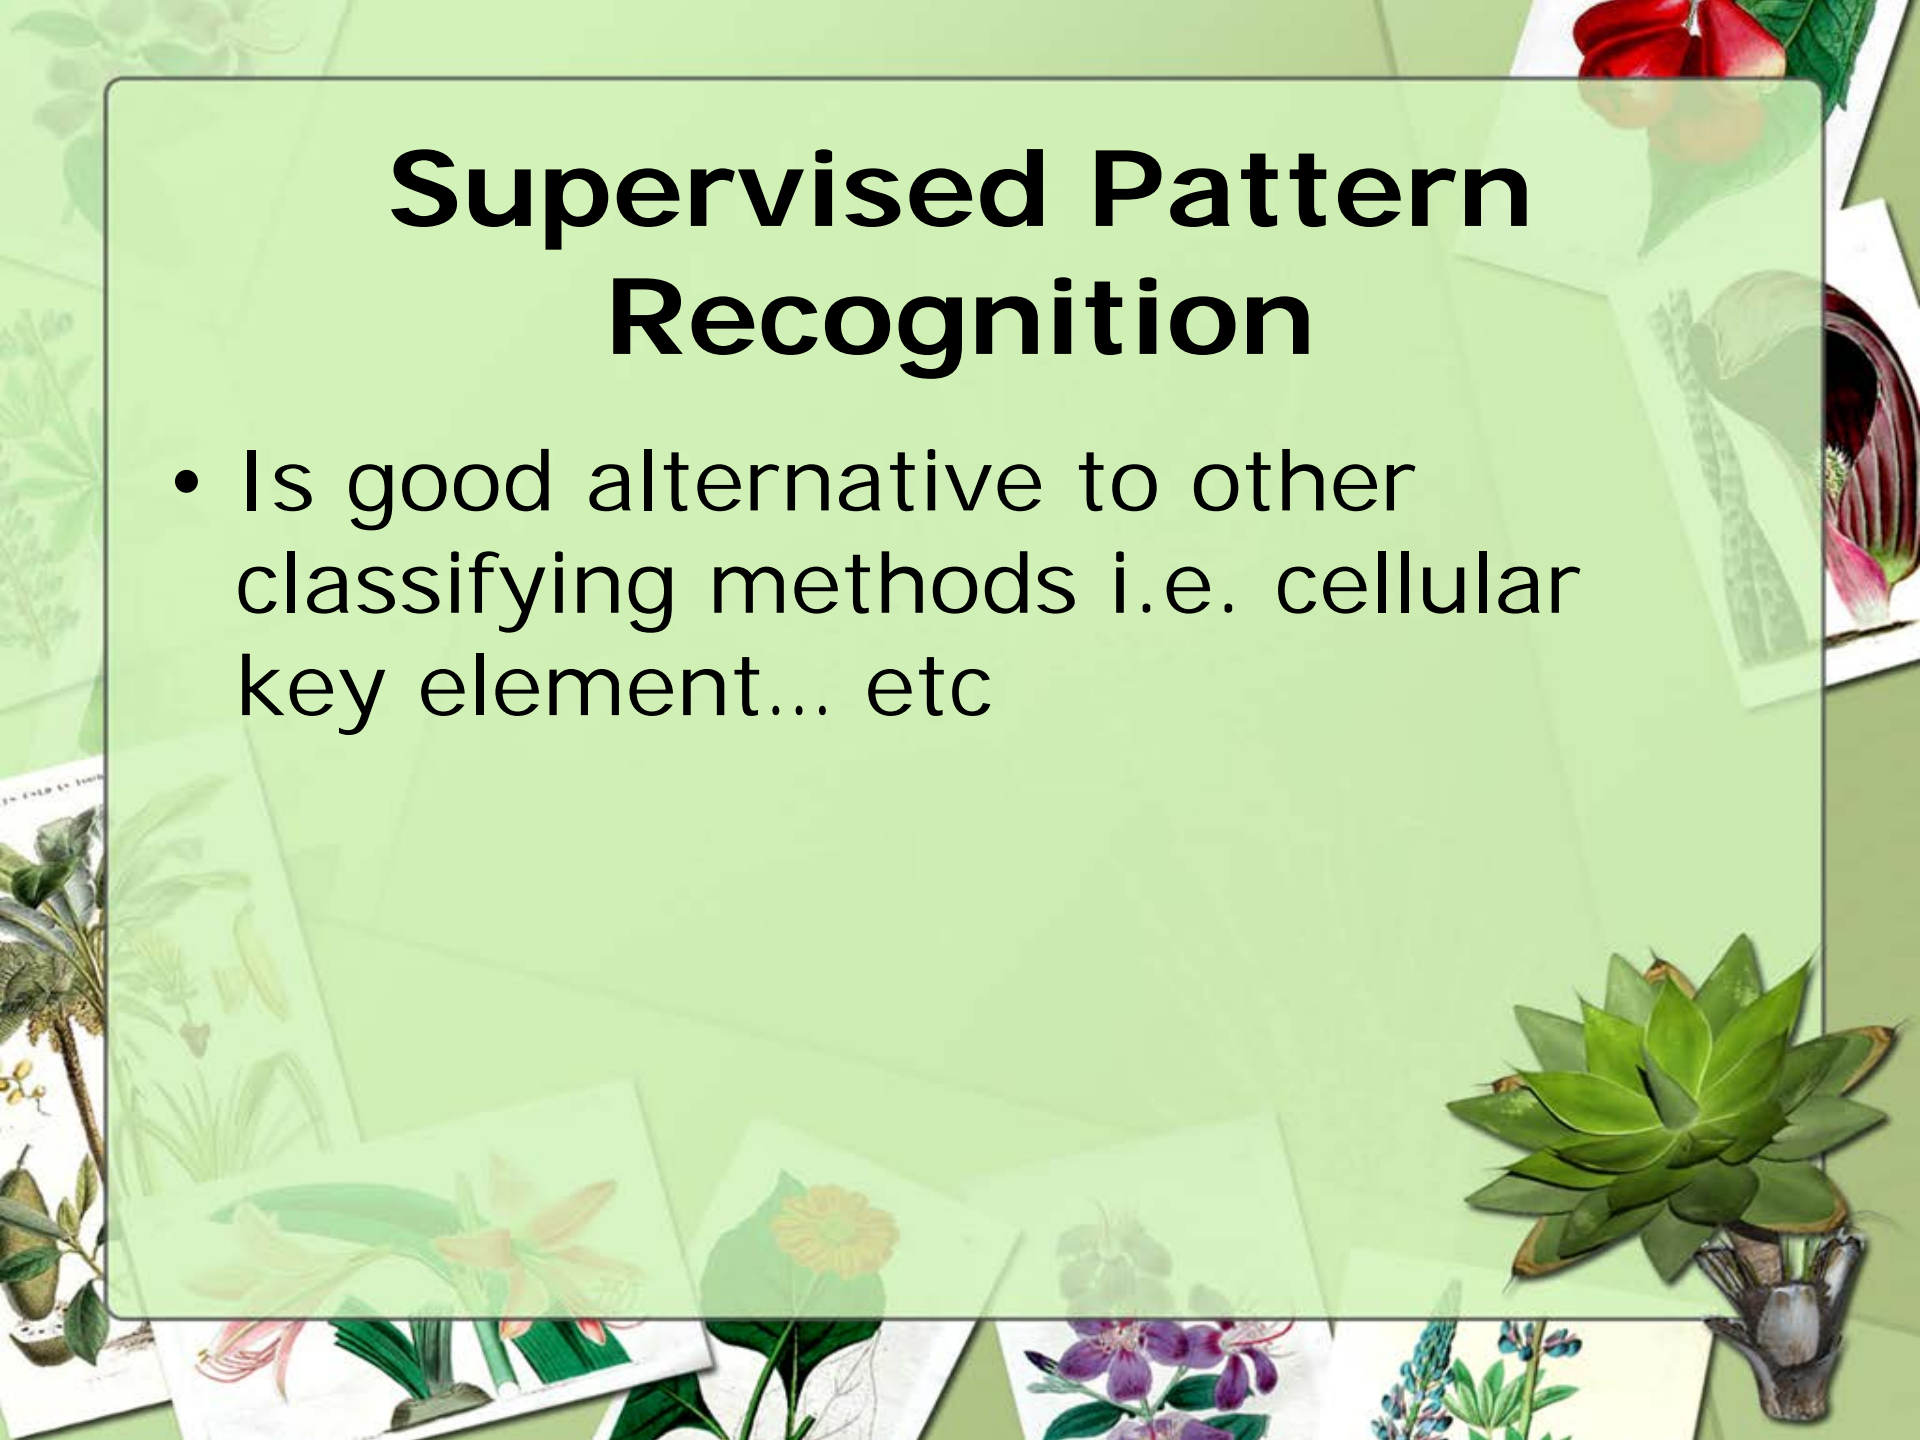 Supervised Pattern
Recognition
• Is good alternative to other
classifying methods i.e. cellular
key element... etc